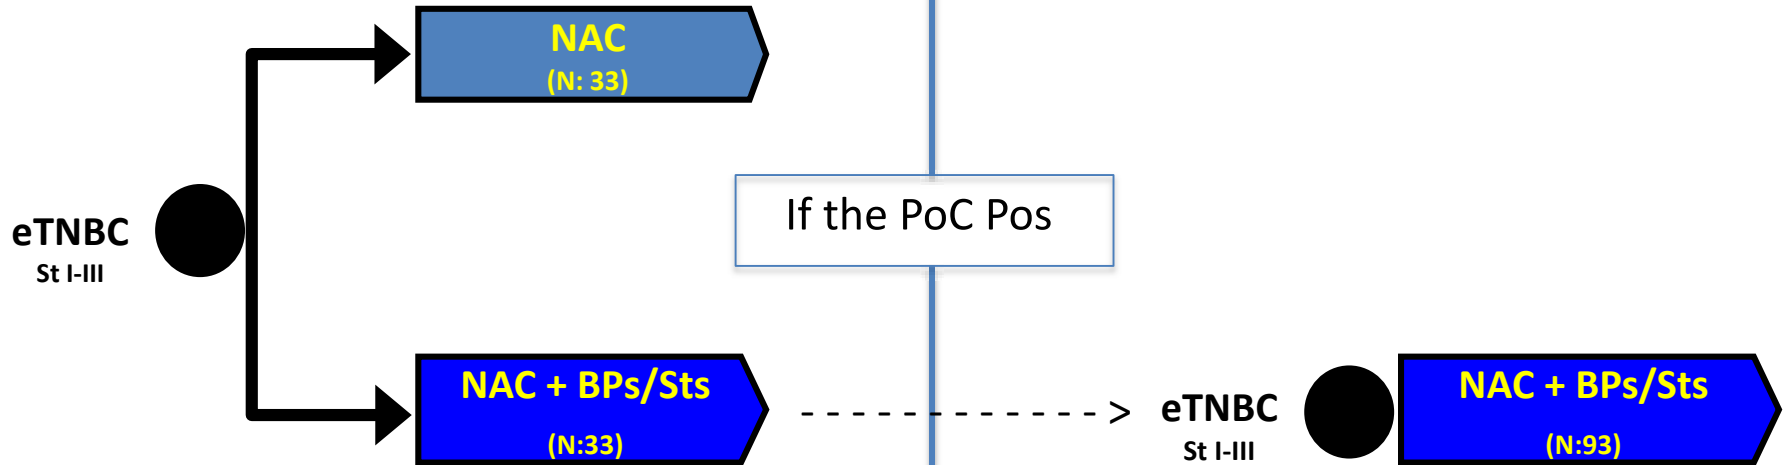 NAC
(N: 33)
eTNBC
St I-III
If the PoC Pos
NAC + BPs/Sts
(N:33)
- - - - - - - - - - - - - - - >
eTNBC
St I-III
NAC + BPs/Sts
(N:93)